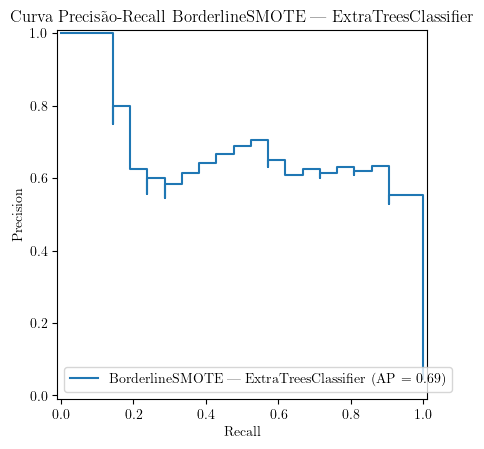 Curva Precisão-Recall BorderlineSMOTE — ExtraTreesClassifier
1.0
0.8
0.6
0.4
0.2
0.0
Precision
BorderlineSMOTE — ExtraTreesClassifier (AP = 0.69)
0.0 0.2 0.4 0.6 0.8 1.0
Recall